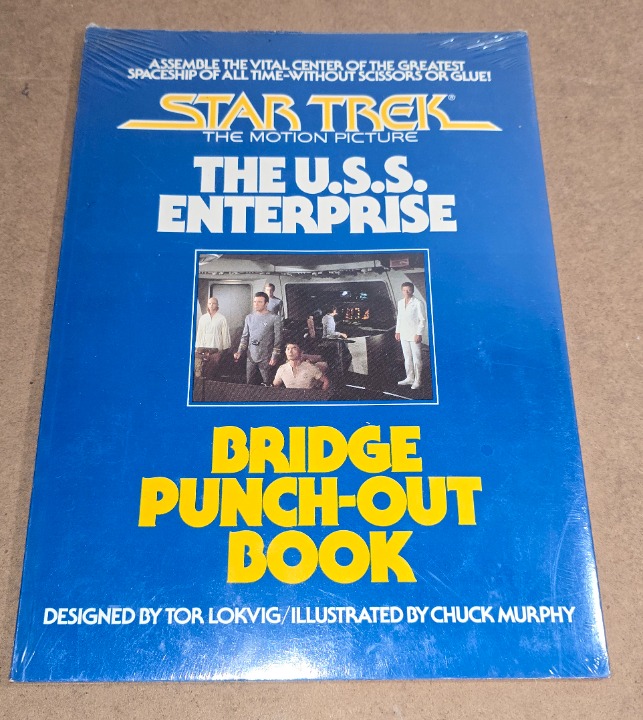 ASSEMBLE THE VITAL CENTER OF THE GREATEST
SPACESHIP OF ALL TIME-WITHOUT SCISSORS OR GLUE!
STAR TREK®
THE MOTION PICTURE
THE U.S.S.
ENTERPRISE
BRIDGE
PUNCH-OUT
BOOK
DESIGNED BY TOR LOKVIG/ILLUSTRATED BY CHUCK MURPHY